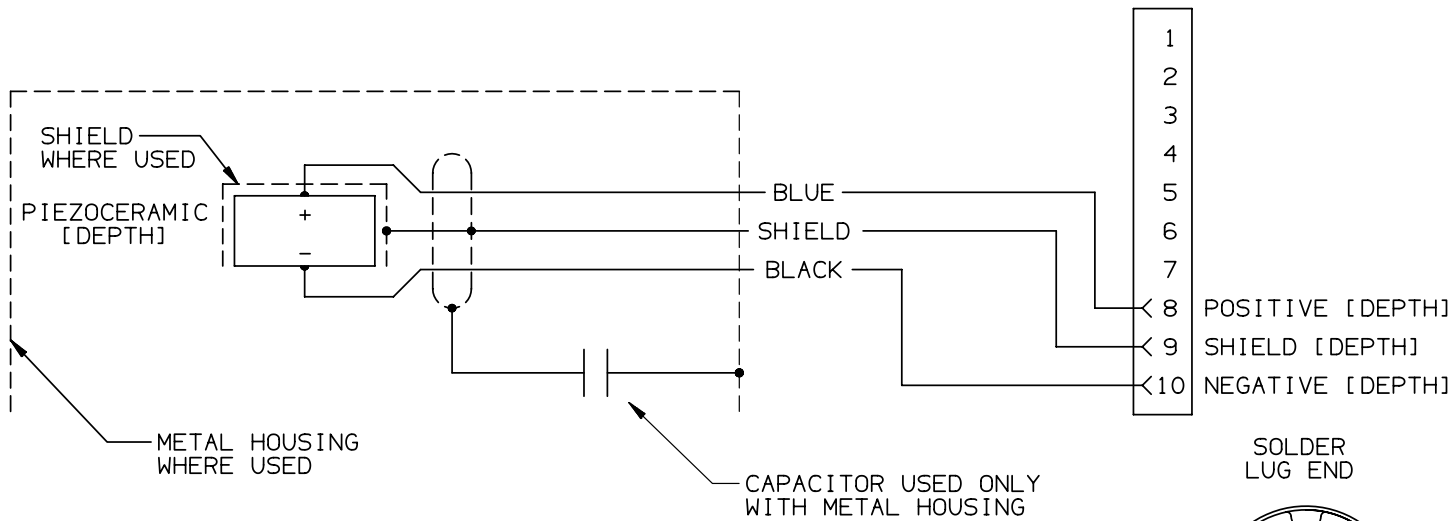 SHIELD
WHERE USED
PIEZOCERAMIC
[DEPTH]
+
−
BLUE
SHIELD
BLACK
METAL HOUSING
WHERE USED
CAPACITOR USED ONLY
WITH METAL HOUSING
1
2
3
4
5
6
7
8 POSITIVE [DEPTH]
9 SHIELD [DEPTH]
10 NEGATIVE [DEPTH]
SOLDER
LUG END